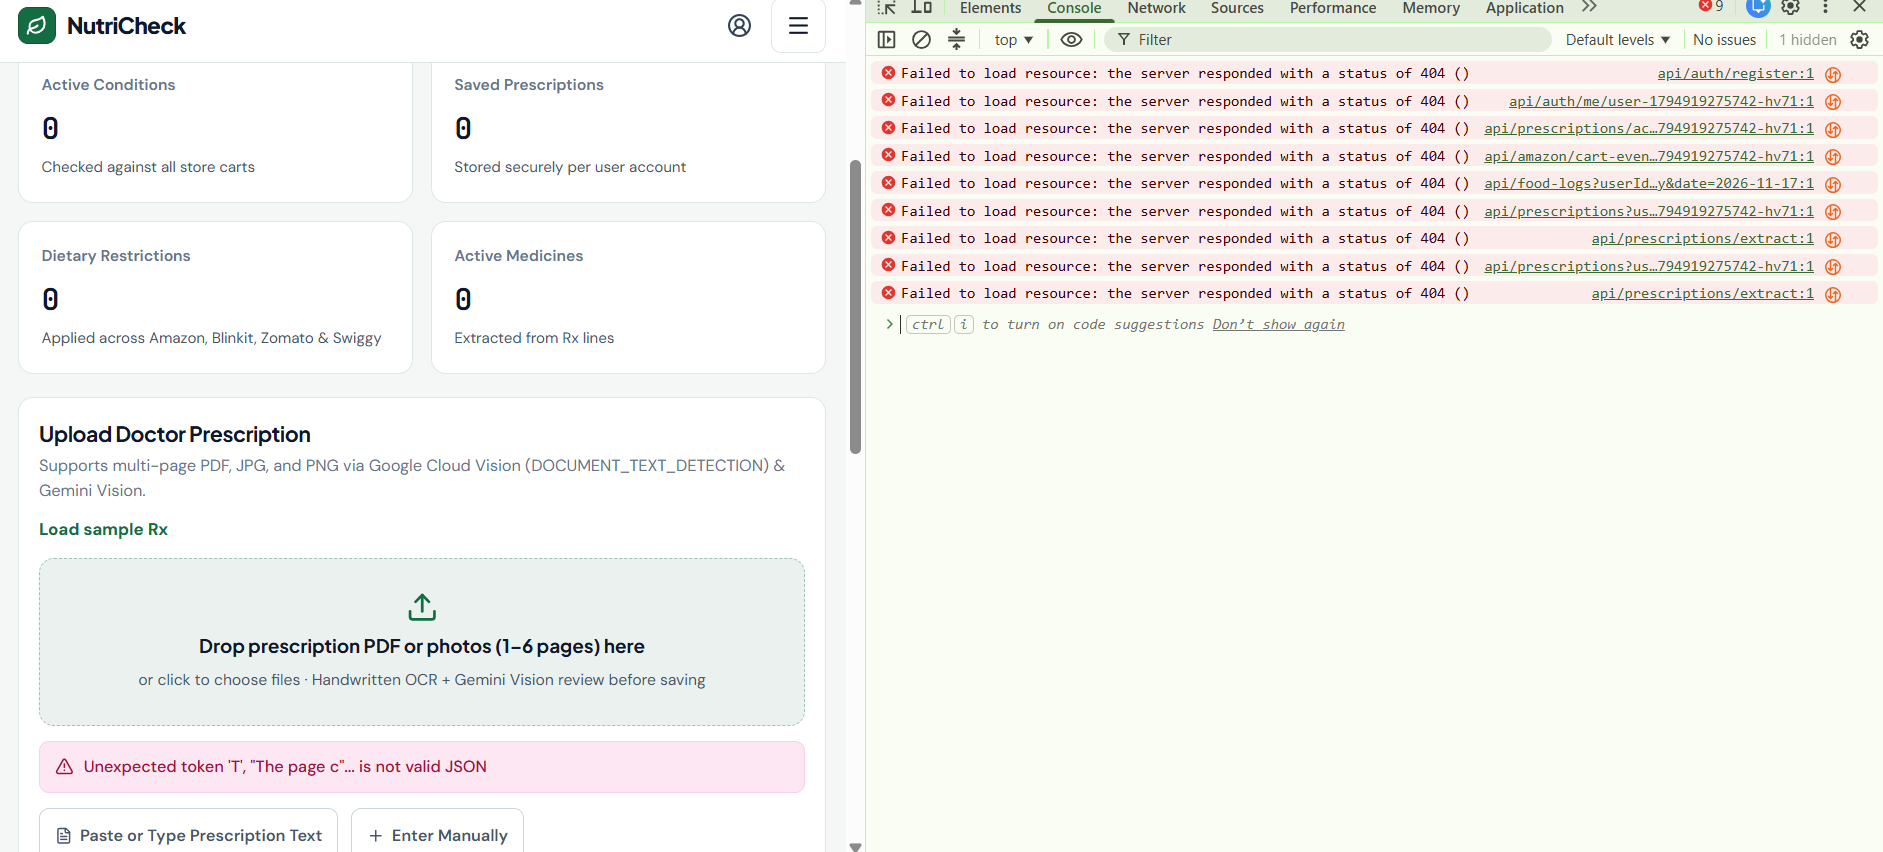 NutriCheck
Active Conditions
0
Checked against all store carts
Saved Prescriptions
0
Stored securely per user account
Dietary Restrictions
0
Applied across Amazon, Blinkit, Zomato & Swiggy
Active Medicines
0
Extracted from Rx lines
Upload Doctor Prescription
Supports multi-page PDF, JPG, and PNG via Google Cloud Vision (DOCUMENT_TEXT_DETECTION) &
Gemini Vision.
Load sample Rx
Drop prescription PDF or photos (1–6 pages) here
or click to choose files · Handwritten OCR + Gemini Vision review before saving
Unexpected token 'T', "The page c"... is not valid JSON
Paste or Type Prescription Text
Enter Manually
Elements Console Network Sources Performance Memory Application 9
top Filter Default levels No issues 1 hidden
Failed to load resource: the server responded with a status of 404 () api/auth/register:1
Failed to load resource: the server responded with a status of 404 () api/auth/me/user-1794919275742-hv71:1
Failed to load resource: the server responded with a status of 404 () api/prescriptions/ac…794919275742-hv71:1
Failed to load resource: the server responded with a status of 404 () api/amazon/cart-even…794919275742-hv71:1
Failed to load resource: the server responded with a status of 404 () api/food-logs?userId…y&date=2026-11-17:1
Failed to load resource: the server responded with a status of 404 () api/prescriptions?us…794919275742-hv71:1
Failed to load resource: the server responded with a status of 404 () api/prescriptions/extract:1
Failed to load resource: the server responded with a status of 404 () api/prescriptions?us…794919275742-hv71:1
Failed to load resource: the server responded with a status of 404 () api/prescriptions/extract:1
ctrl i to turn on code suggestions Don't show again